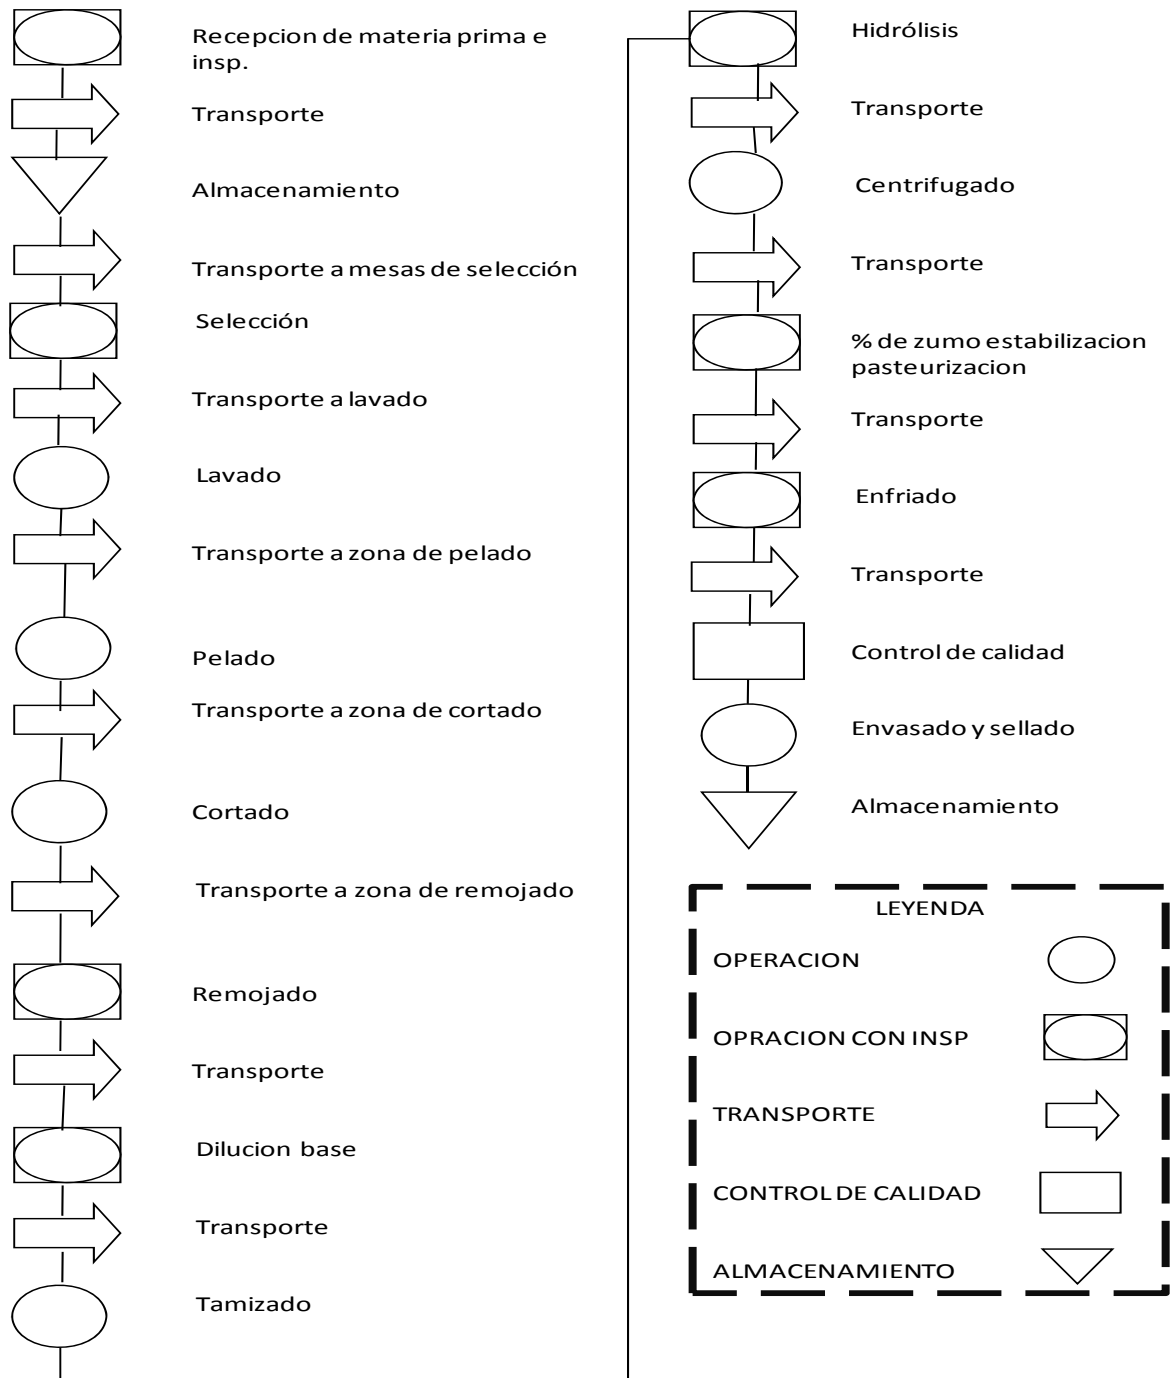 Recepcion de materia prima e
insp.
Transporte
Almacenamiento
Transporte a mesas de selección
Selección
Transporte a lavado
Lavado
Transporte a zona de pelado
Pelado
Transporte a zona de cortado
Cortado
Transporte a zona de remojado
Remojado
Transporte
Dilucion base
Transporte
Tamizado
Hidrólisis
Transporte
Centrifugado
Transporte
% de zumo estabilizacion
pasteurizacion
Transporte
Enfriado
Transporte
Control de calidad
Envasado y sellado
Almacenamiento
LEYENDA
OPERACION
OPRACION CON INSP
TRANSPORTE
CONTROL DE CALIDAD
ALMACENAMIENTO